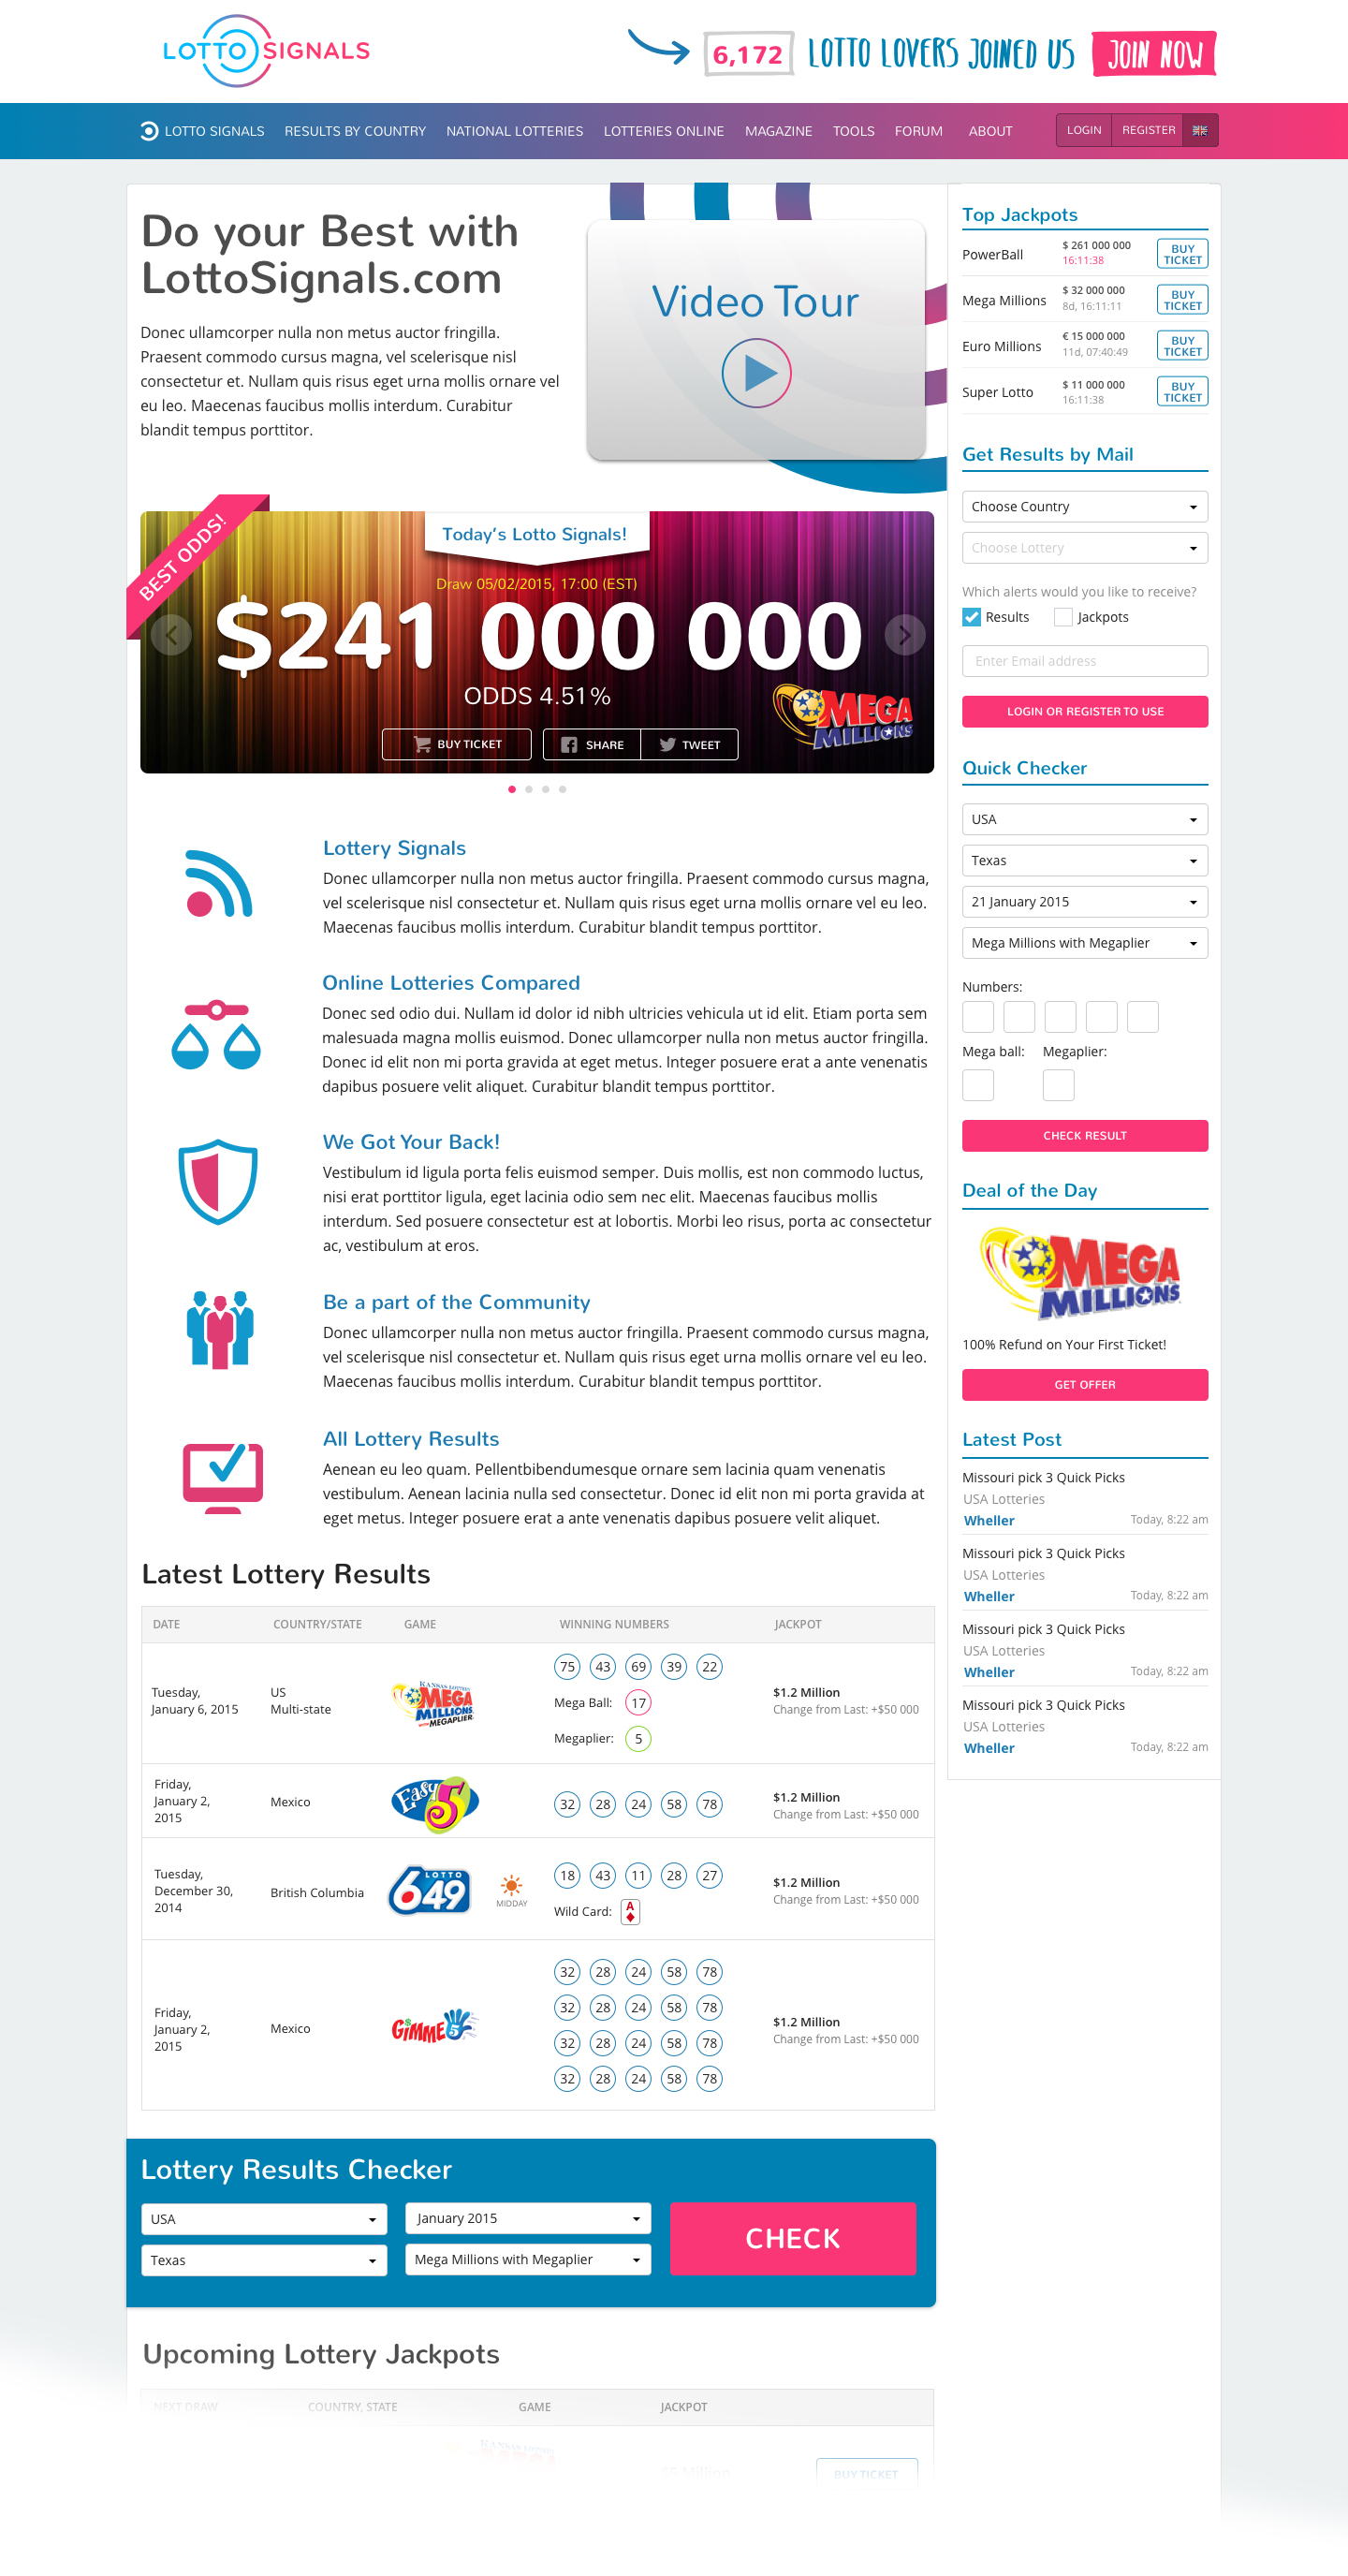 LOTTO SIGNALS
6,172 LOTTO LOVERS JOINED US JOIN NOW
LOTTO SIGNALS RESULTS BY COUNTRY NATIONAL LOTTERIES LOTTERIES ONLINE MAGAZINE TOOLS FORUM ABOUT LOGIN REGISTER
Do your Best with
LottoSignals.com
Donec ullamcorper nulla non metus auctor fringilla.
Praesent commodo cursus magna, vel scelerisque nisl
consectetur et. Nullam quis risus eget urna mollis ornare vel
eu leo. Maecenas faucibus mollis interdum. Curabitur
blandit tempus porttitor.
Video Tour
BEST ODDS!
Today's Lotto Signals!
Draw 05/02/2015, 17:00 (EST)
$241 000 000
ODDS 4.51%
MEGA
MILLIONS
BUY TICKET SHARE TWEET
Lottery Signals
Donec ullamcorper nulla non metus auctor fringilla. Praesent commodo cursus magna,
vel scelerisque nisl consectetur et. Nullam quis risus eget urna mollis ornare vel eu leo.
Maecenas faucibus mollis interdum. Curabitur blandit tempus porttitor.
Online Lotteries Compared
Donec sed odio dui. Nullam id dolor id nibh ultricies vehicula ut id elit. Etiam porta sem
malesuada magna mollis euismod. Donec ullamcorper nulla non metus auctor fringilla.
Donec id elit non mi porta gravida at eget metus. Integer posuere erat a ante venenatis
dapibus posuere velit aliquet. Curabitur blandit tempus porttitor.
We Got Your Back!
Vestibulum id ligula porta felis euismod semper. Duis mollis, est non commodo luctus,
nisi erat porttitor ligula, eget lacinia odio sem nec elit. Maecenas faucibus mollis
interdum. Sed posuere consectetur est at lobortis. Morbi leo risus, porta ac consectetur
ac, vestibulum at eros.
Be a part of the Community
Donec ullamcorper nulla non metus auctor fringilla. Praesent commodo cursus magna,
vel scelerisque nisl consectetur et. Nullam quis risus eget urna mollis ornare vel eu leo.
Maecenas faucibus mollis interdum. Curabitur blandit tempus porttitor.
All Lottery Results
Aenean eu leo quam. Pellentbibendumesque ornare sem lacinia quam venenatis
vestibulum. Aenean lacinia nulla sed consectetur. Donec id elit non mi porta gravida at
eget metus. Integer posuere erat a ante venenatis dapibus posuere velit aliquet.
Latest Lottery Results
DATE COUNTRY/STATE GAME WINNING NUMBERS JACKPOT
Tuesday,
January 6, 2015
US
Multi-state
KANSAS LOTTERY
MEGA
MILLIONS
WITH MEGAPLIER
75 43 69 39 22
Mega Ball: 17
Megaplier: 5
$1.2 Million
Change from Last: +$50 000
Friday,
January 2,
2015
Mexico
Easy 5
32 28 24 58 78
$1.2 Million
Change from Last: +$50 000
Tuesday,
December 30,
2014
British Columbia
LOTTO
649
MIDDAY
18 43 11 28 27
Wild Card: A
$1.2 Million
Change from Last: +$50 000
Friday,
January 2,
2015
Mexico
GIMME 5
32 28 24 58 78
32 28 24 58 78
32 28 24 58 78
32 28 24 58 78
$1.2 Million
Change from Last: +$50 000
Lottery Results Checker
USA January 2015
Texas Mega Millions with Megaplier
CHECK
Upcoming Lottery Jackpots
NEXT DRAW COUNTRY, STATE GAME JACKPOT
KANSAS LOTTERY
$5 Million
BUY TICKET
Top Jackpots
PowerBall
$ 261 000 000
16:11:38
BUY
TICKET
Mega Millions
$ 32 000 000
8d, 16:11:11
BUY
TICKET
Euro Millions
€ 15 000 000
11d, 07:40:49
BUY
TICKET
Super Lotto
$ 11 000 000
16:11:38
BUY
TICKET
Get Results by Mail
Choose Country
Choose Lottery
Which alerts would you like to receive?
Results Jackpots
Enter Email address
LOGIN OR REGISTER TO USE
Quick Checker
USA
Texas
21 January 2015
Mega Millions with Megaplier
Numbers:
Mega ball: Megaplier:
CHECK RESULT
Deal of the Day
MEGA
MILLIONS
100% Refund on Your First Ticket!
GET OFFER
Latest Post
Missouri pick 3 Quick Picks
USA Lotteries
Wheller Today, 8:22 am
Missouri pick 3 Quick Picks
USA Lotteries
Wheller Today, 8:22 am
Missouri pick 3 Quick Picks
USA Lotteries
Wheller Today, 8:22 am
Missouri pick 3 Quick Picks
USA Lotteries
Wheller Today, 8:22 am